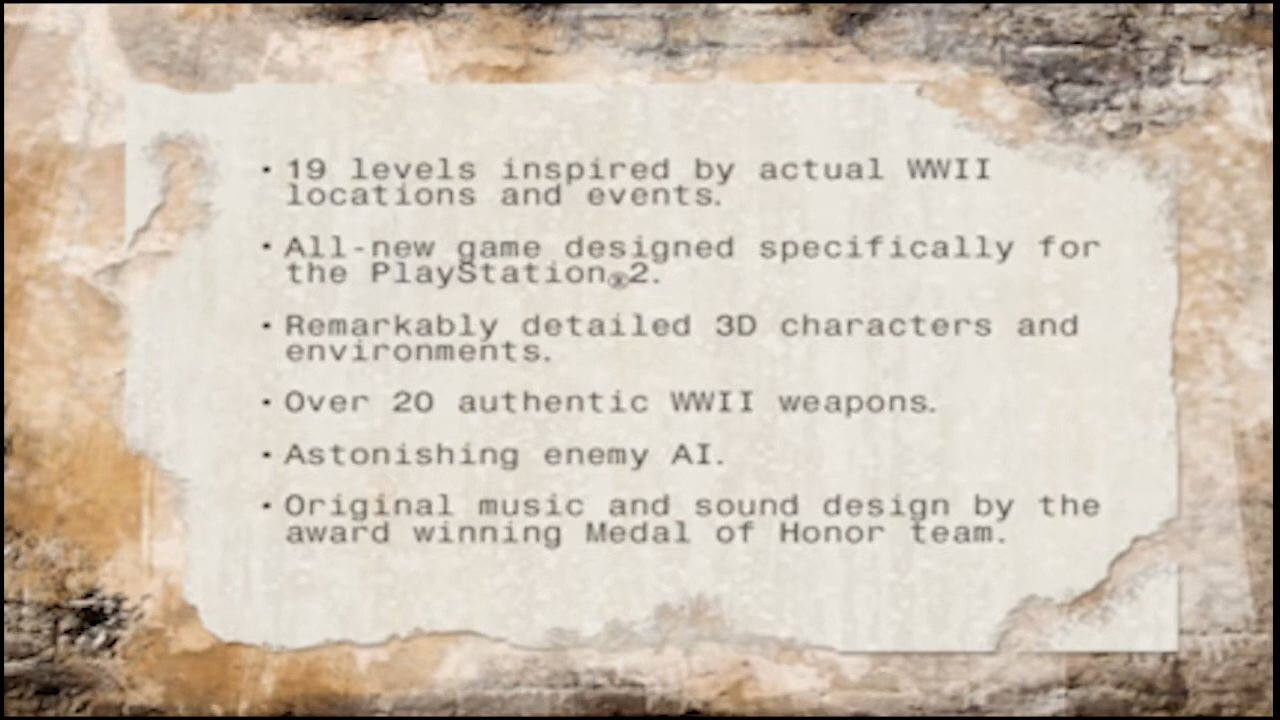 • 19 levels inspired by actual WWII
locations and events.
• All-new game designed specifically for
the PlayStation®2.
• Remarkably detailed 3D characters and
environments.
• Over 20 authentic WWII weapons.
• Astonishing enemy AI.
• Original music and sound design by the
award winning Medal of Honor team.